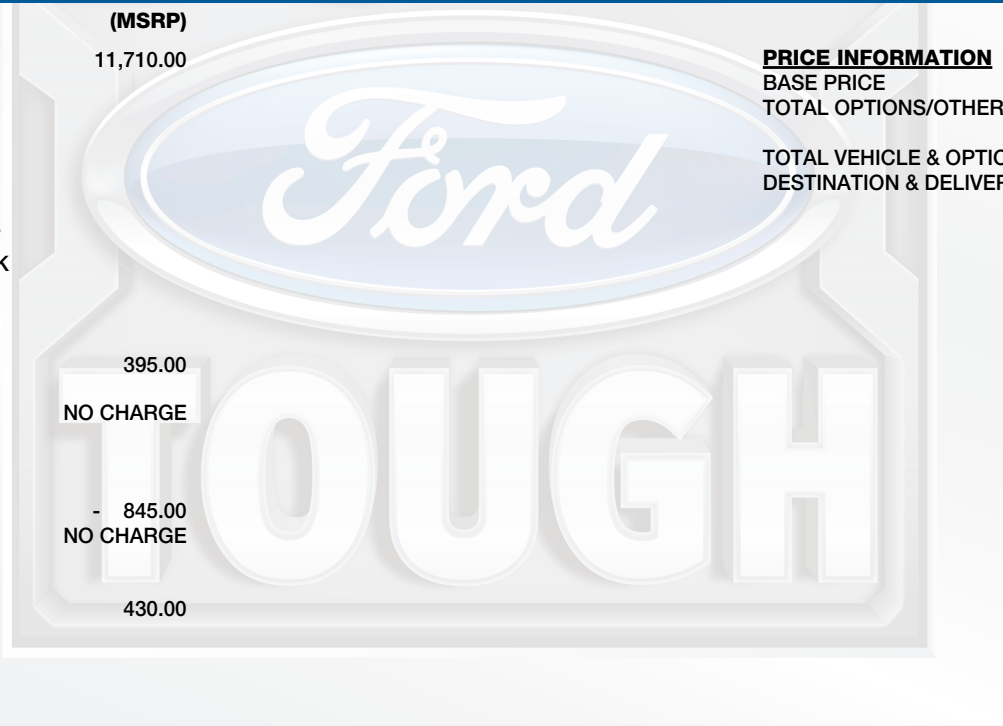 (MSRP)
11,710.00
K
395.00
NO CHARGE
- 845.00
NO CHARGE
430.00
PRICE INFORMATION
BASE PRICE
TOTAL OPTIONS/OTHER
TOTAL VEHICLE & OPTIO
DESTINATION & DELIVER
Ford
TOUGH